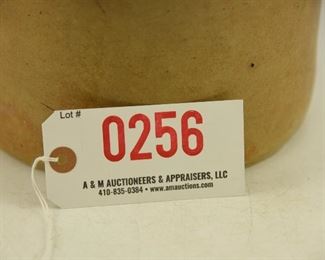 Lot #
0256
A & M AUCTIONEERS & APPRAISERS, LLC
410-835-0384 • www.amauctions.com